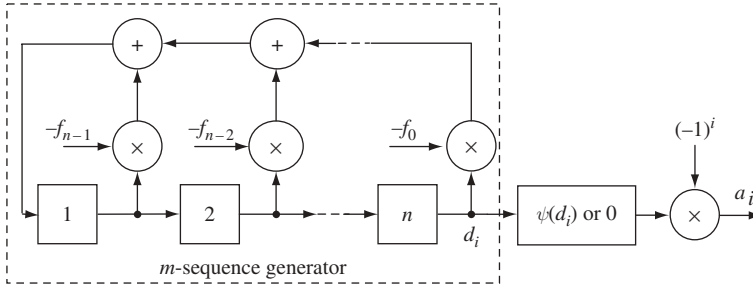 + +
(−1)^i
−f_{n−1} × −f_{n−2} × −f_0 ×
1 2 n d_i ψ(d_i) or 0 × a_i
m-sequence generator